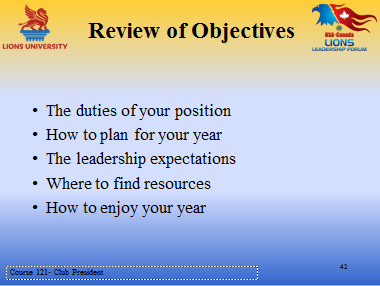 Review of Objectives
LIONS UNIVERSITY
USA-Canada
LIONS
LEADERSHIP FORUM
• The duties of your position
• How to plan for your year
• The leadership expectations
• Where to find resources
• How to enjoy your year
Course 121- Club President
42